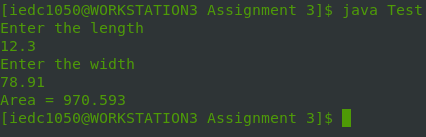 [iedc1050@WORKSTATION3 Assignment 3]$ java Test
Enter the length
12.3
Enter the width
78.91
Area = 970.593
[iedc1050@WORKSTATION3 Assignment 3]$